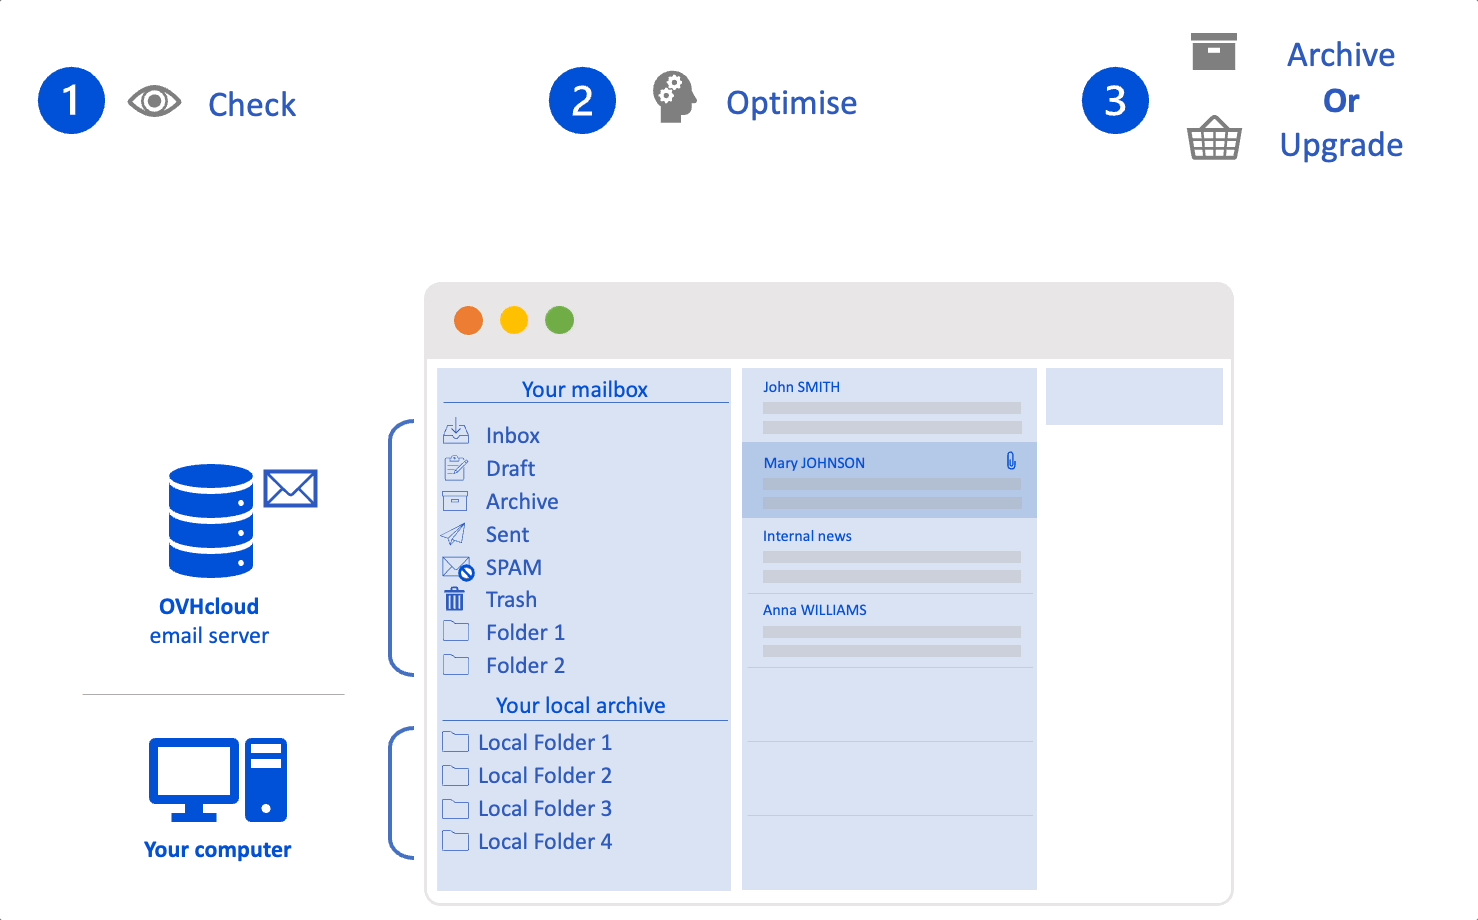 1
Check
2
Optimise
3
Archive
Or
Upgrade
Your mailbox
Inbox
Draft
Archive
Sent
SPAM
Trash
Folder 1
Folder 2
Your local archive
Local Folder 1
Local Folder 2
Local Folder 3
Local Folder 4
John SMITH
Mary JOHNSON
Internal news
Anna WILLIAMS
OVHcloud
email server
Your computer